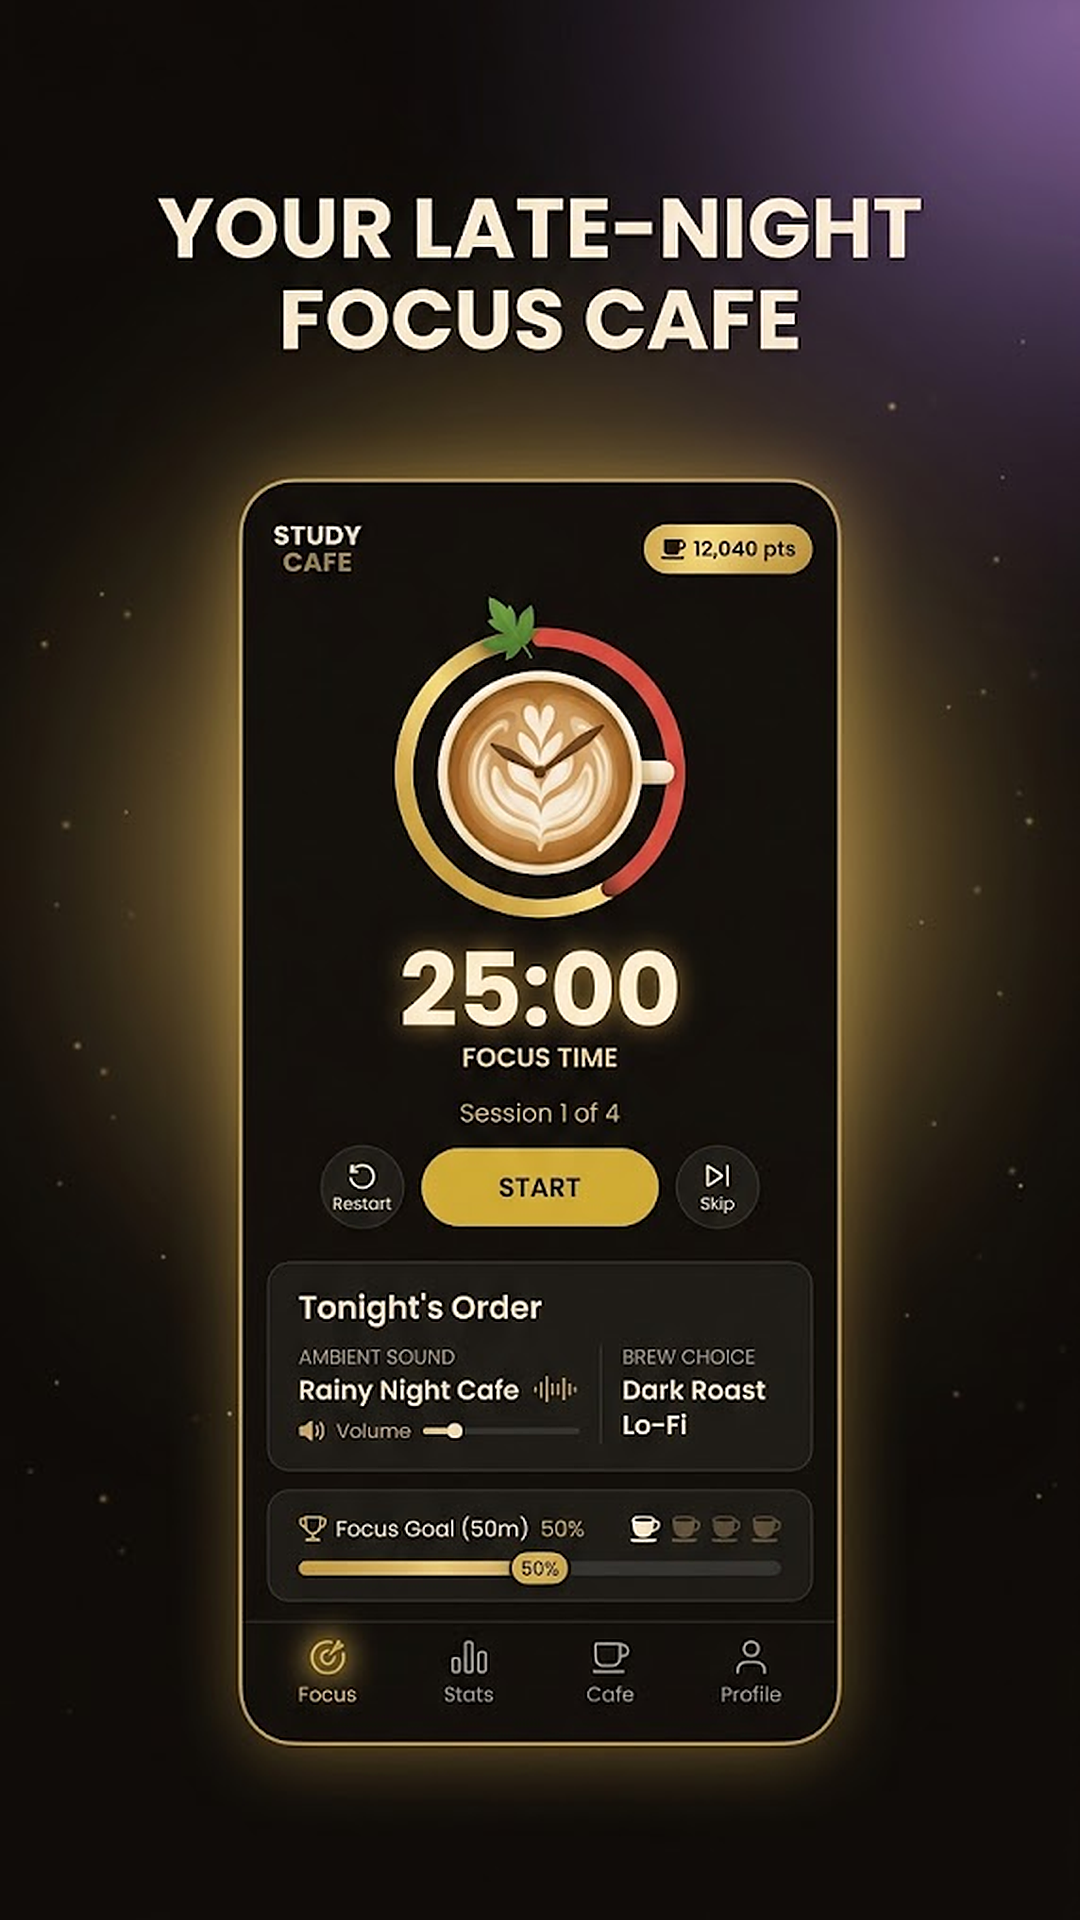 YOUR LATE-NIGHT
FOCUS CAFE
STUDY
CAFE
12,040 pts
25:00
FOCUS TIME
Session 1 of 4
Restart
START
Skip
Tonight's Order
AMBIENT SOUND
Rainy Night Cafe
Volume
BREW CHOICE
Dark Roast
Lo-Fi
Focus Goal (50m) 50%
50%
Focus
Stats
Cafe
Profile